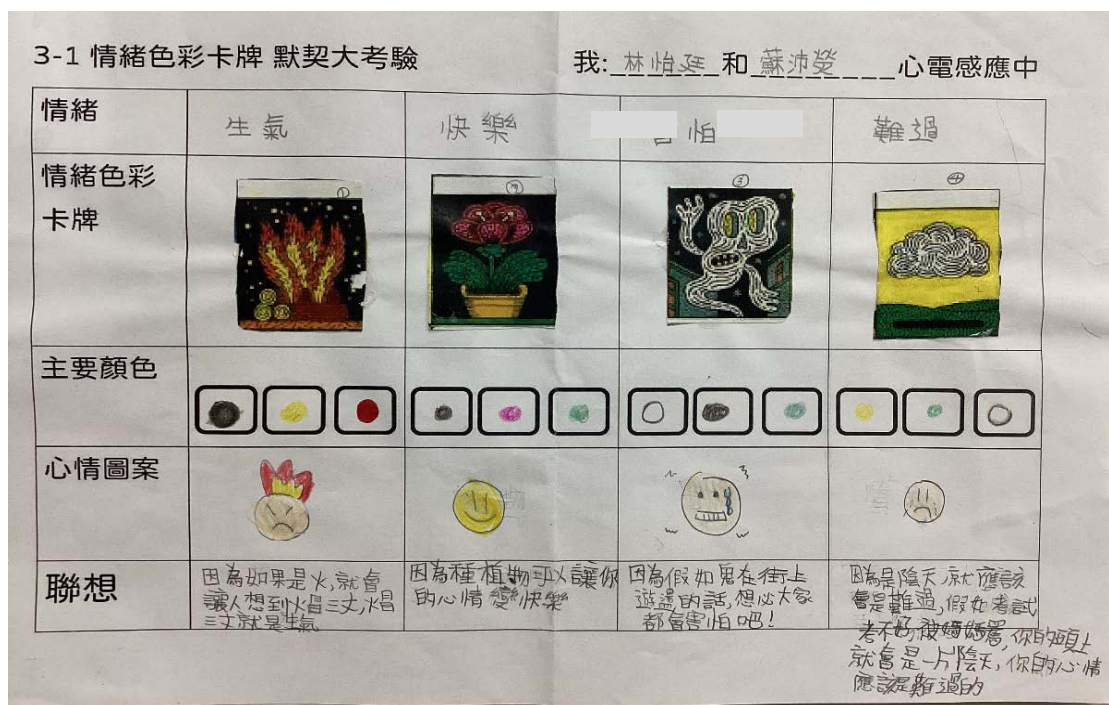 3-1 情緒色彩卡牌 默契大考驗
我:林怡廷和蘇沛瑩心電感應中
情緒
生氣
快樂
害怕
難過
情緒色彩
卡牌
①
②
③
④
主要顏色
心情圖案
聯想
因為如果是火,就會
讓人想到火冒三丈,火冒
三丈就是生氣
因為種植物可以讓你
的心情變快樂
因為假如鬼在街上
遊盪的話,想必大家
都會害怕吧!
因為是陰天,就應該
會是難過,假如考試
考不好,被媽媽罵,你的頭上
就會是一片陰天,你的心情
應該是難過的